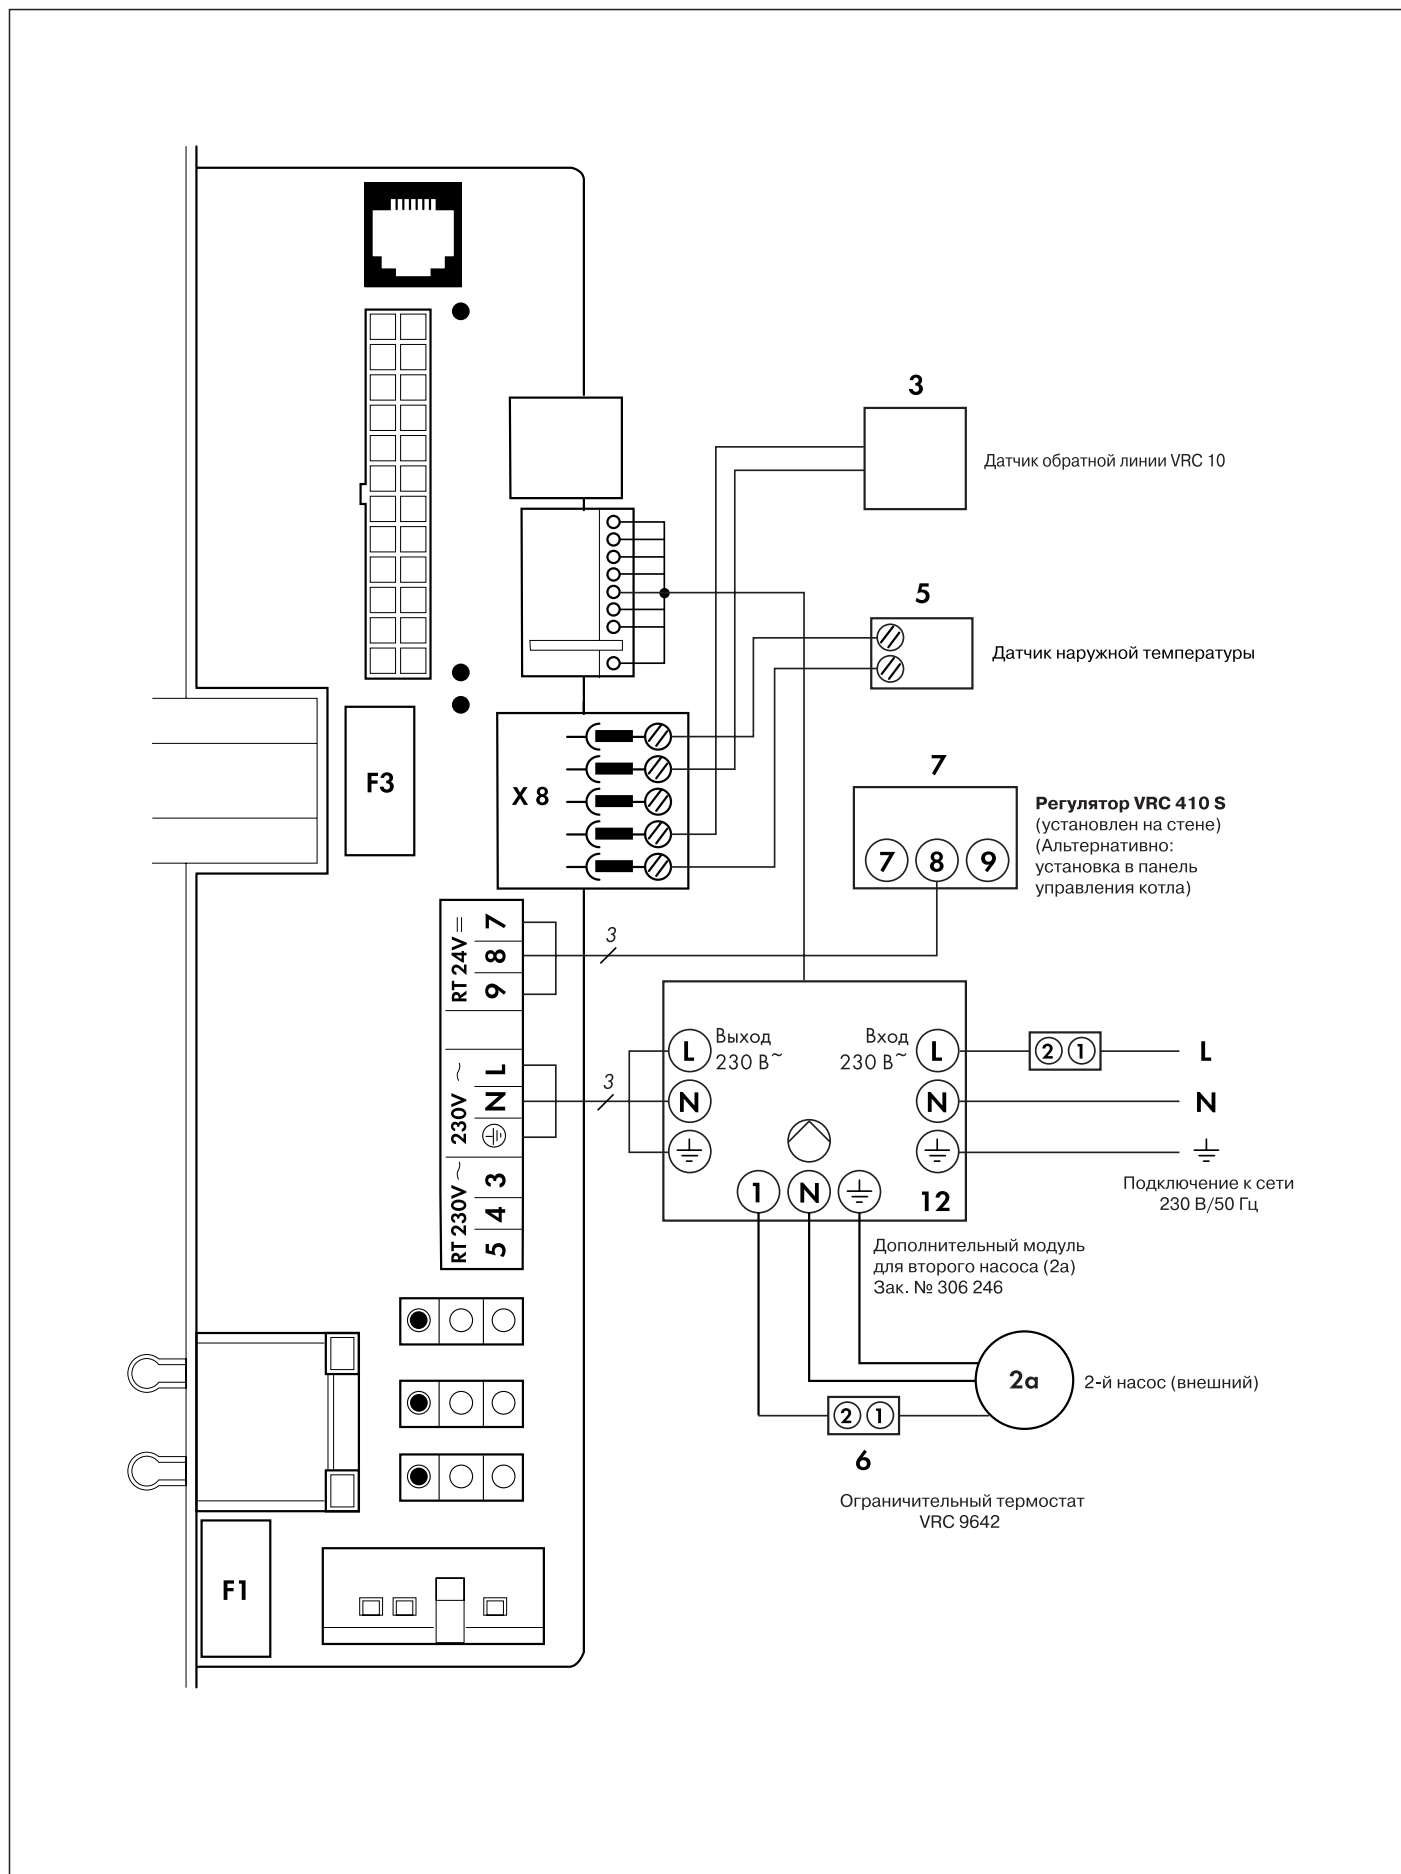 3
Датчик обратной линии VRC 10
5
Датчик наружной температуры
F3
X 8
7
7 8 9
Регулятор VRC 410 S
(установлен на стене)
(Альтернативно:
установка в панель
управления котла)
RT 24V =
7
8
9
3
230V ~
L
N
3
RT 230V ~
3
4
5
L
Выход
230 В~
N
Вход
230 В~
L
N
2 1
L
N
1 N
12
Подключение к сети
230 В/50 Гц
Дополнительный модуль
для второго насоса (2а)
Зак. № 306 246
2a
2-й насос (внешний)
2 1
6
Ограничительный термостат
VRC 9642
F1